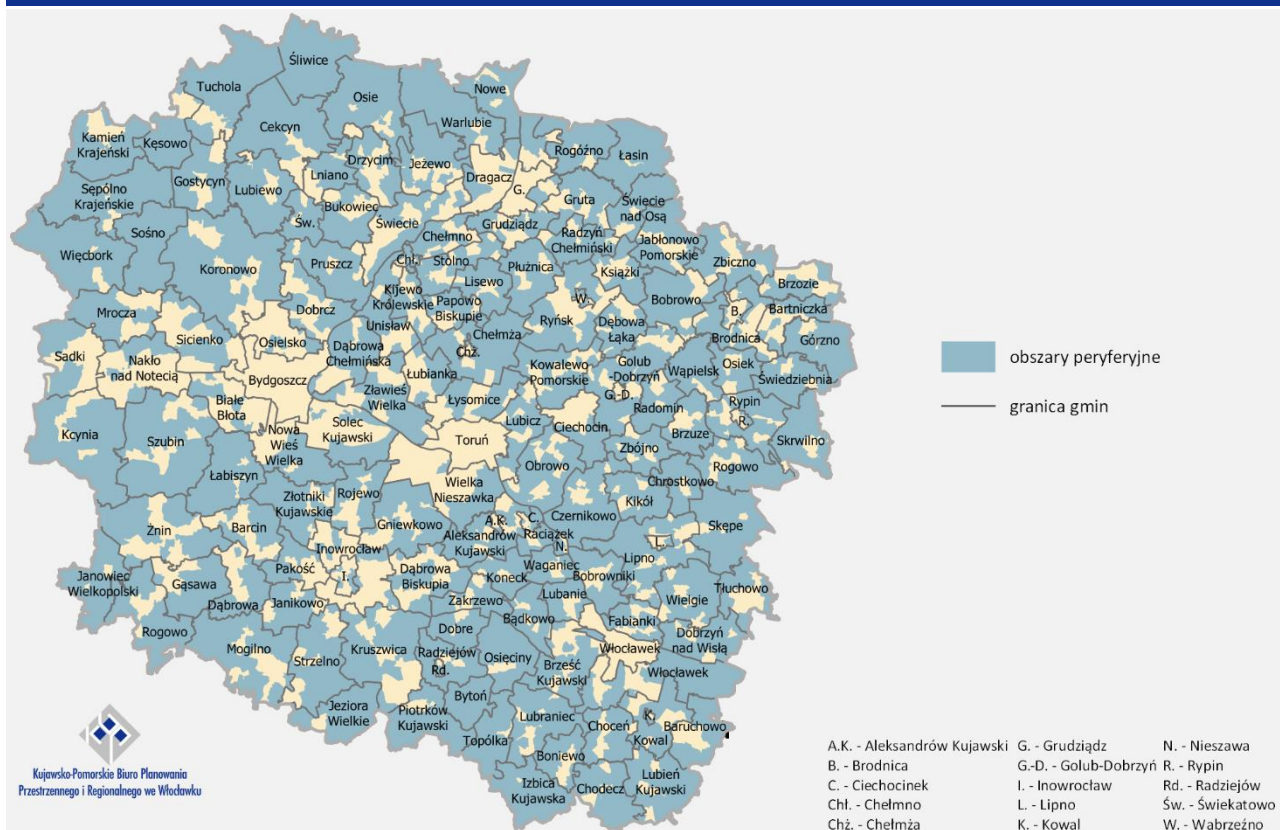 Śliwice
Tuchola
Osie
Nowe
Cekcyn
Warlubie
Kamień
Krajeński
Kęsowo
Drzycim
Jeżewo
Rogóźno
Łasin
Lniano
Dragacz
Gostycyn
Lubiewo
G.
Sępólno
Krajeńskie
Bukowiec
Gruta
Świecie
nad Osą
Św.
Świecie
Grudziądz
Sośno
Chełmno
Radzyń
Chełmiński
Jabłonowo
Pomorskie
Więcbork
Koronowo
Pruszcz
Chł.
Stolno
Płużnica
Zbiczno
Książki
Lisewo
Brzozie
Kijewo
Królewskie
Papowo
Biskupie
W.
Bobrowo
Mrocza
Dobrcz
Bartniczka
B.
Sicienko
Unisław
Ryńsk
Dębowa
Łąka
Chełmża
Brodnica
Górzno
Osielsko
Dąbrowa
Chełmińska
Chż.
Sadki
Nakło
nad Notecią
Kowalewo
Pomorskie
Golub
-Dobrzyń
Wąpielsk
Osiek
Łubianka
Świedziebnia
Bydgoszcz
Zławieś
Wielka
Łysomice
G.-D.
Rypin
Białe
Błota
Radomin
R.
Solec
Kujawski
Lubicz
Ciechocin
Kcynia
Szubin
Nowa
Wieś
Wielka
Toruń
Brzuze
Skrwilno
Zbójno
Obrowo
Rogowo
Łabiszyn
Wielka
Nieszawka
Chrostkowo
Złotniki
Kujawskie
Rojewo
Kikół
Czernikowo
Żnin
Barcin
Gniewkowo
A.K.
C.
Skępe
Aleksandrów
Kujawski
Raciążek
L.
Inowrocław
N.
Lipno
Janowiec
Wielkopolski
Gąsawa
Pakość
I.
Dąbrowa
Biskupia
Waganiec
Koneck
Bobrowniki
Tłuchowo
Dąbrowa
Janikowo
Zakrzewo
Lubanie
Wielgie
Rogowo
Bądkowo
Fabianki
Dobre
Dobrzyń
nad Wisłą
Mogilno
Strzelno
Kruszwica
Radziejów
Rd.
Osięciny
Włocławek
Brześć
Kujawski
Włocławek
Jeziora
Wielkie
Bytoń
Piotrków
Kujawski
Lubraniec
Choceń
K.
Baruchowo
Topólka
Kowal
Boniewo
Izbica
Kujawska
Chodecz
Lubień
Kujawski
obszary peryferyjne
granica gmin
Kujawsko-Pomorskie Biuro Planowania
Przestrzennego i Regionalnego we Włocławku
A.K. - Aleksandrów Kujawski
B. - Brodnica
C. - Ciechocinek
Chł. - Chełmno
Chż. - Chełmża
G. - Grudziądz
G.-D. - Golub-Dobrzyń
I. - Inowrocław
L. - Lipno
K. - Kowal
N. - Nieszawa
R. - Rypin
Rd. - Radziejów
Św. - Świekatowo
W. - Wąbrzeźno